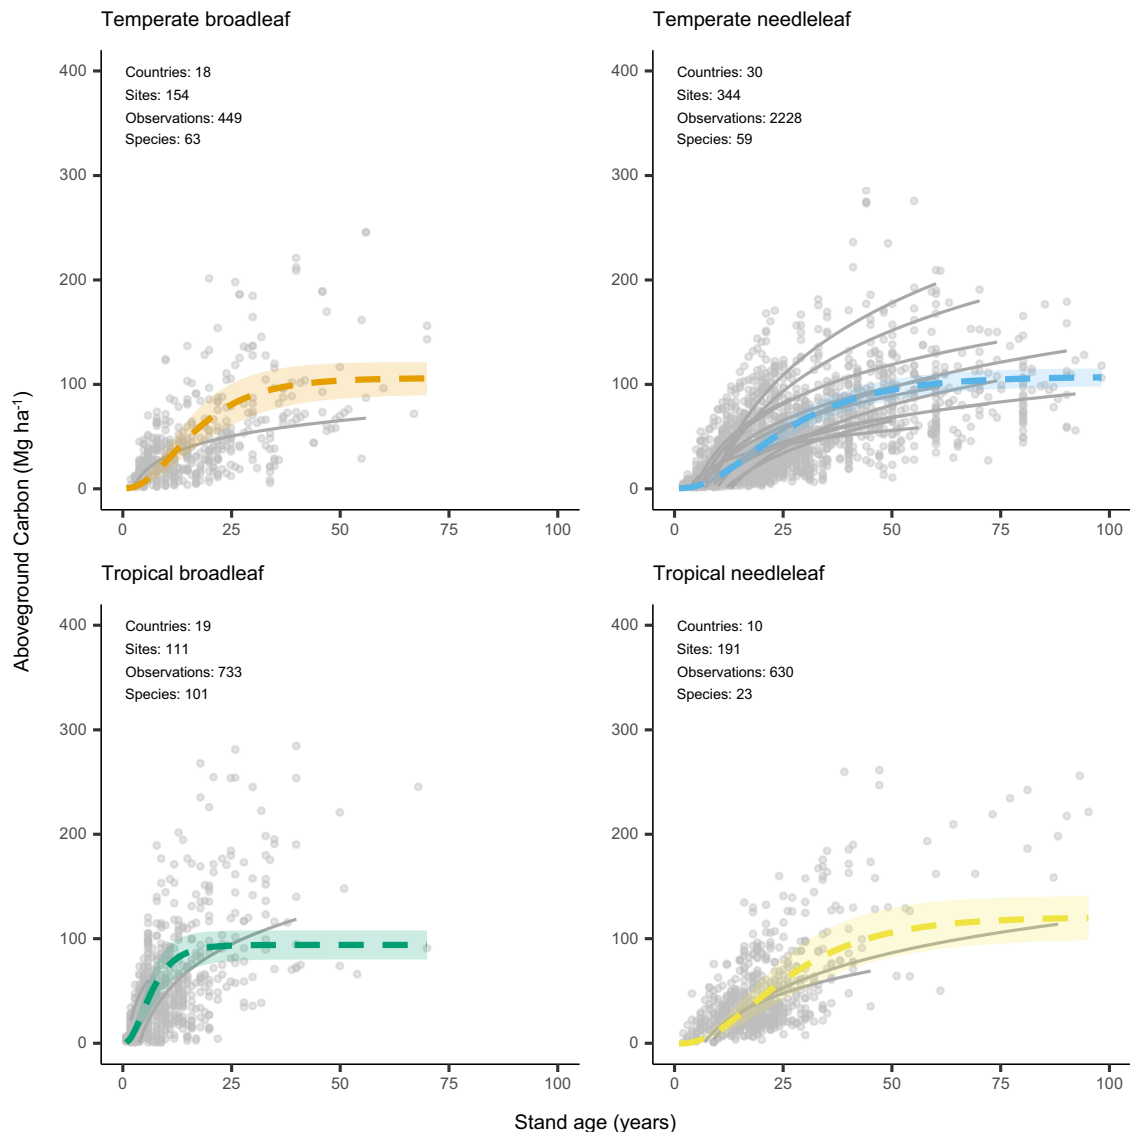 Temperate broadleaf
Countries: 18
Sites: 154
Observations: 449
Species: 63
400
300
200
100
0
0 25 50 75 100
Temperate needleleaf
Countries: 30
Sites: 344
Observations: 2228
Species: 59
400
300
200
100
0
0 25 50 75 100
Aboveground Carbon (Mg ha⁻¹)
Tropical broadleaf
Countries: 19
Sites: 111
Observations: 733
Species: 101
400
300
200
100
0
0 25 50 75 100
Tropical needleleaf
Countries: 10
Sites: 191
Observations: 630
Species: 23
400
300
200
100
0
0 25 50 75 100
Stand age (years)